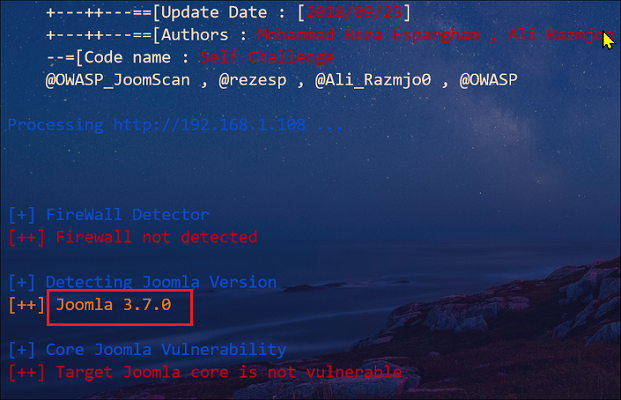 +---++---==[Update Date : [2018/09/23]
+---++---==[Authors : Mohammad Reza Espargham , Ali Razmjoo
--=[Code name : Self Challenge
@OWASP_JoomScan , @rezesp , @Ali_Razmjo0 , @OWASP
Processing http://192.168.1.108 ...
[+] FireWall Detector
[++] Firewall not detected
[+] Detecting Joomla Version
[++] Joomla 3.7.0
[+] Core Joomla Vulnerability
[++] Target Joomla core is not vulnerable